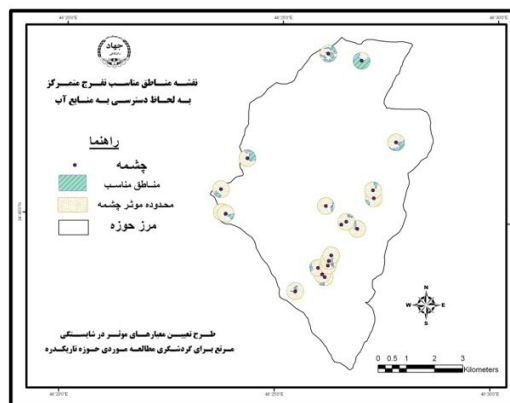 جهاد
نقشه مناطق مناسب تفرج متمرکز
به لحاظ دسترسی به منابع آب
راهنما
چشمه
مناطق مناسب
محدوده موثر چشمه
مرز حوزه
طرح تعیین معیارهای موثر در شایستگی
مرتع برای گردشگری مطالعه موردی حوزه تاریکدره
N
W E
S
0 0.5 1 2 3
Kilometers